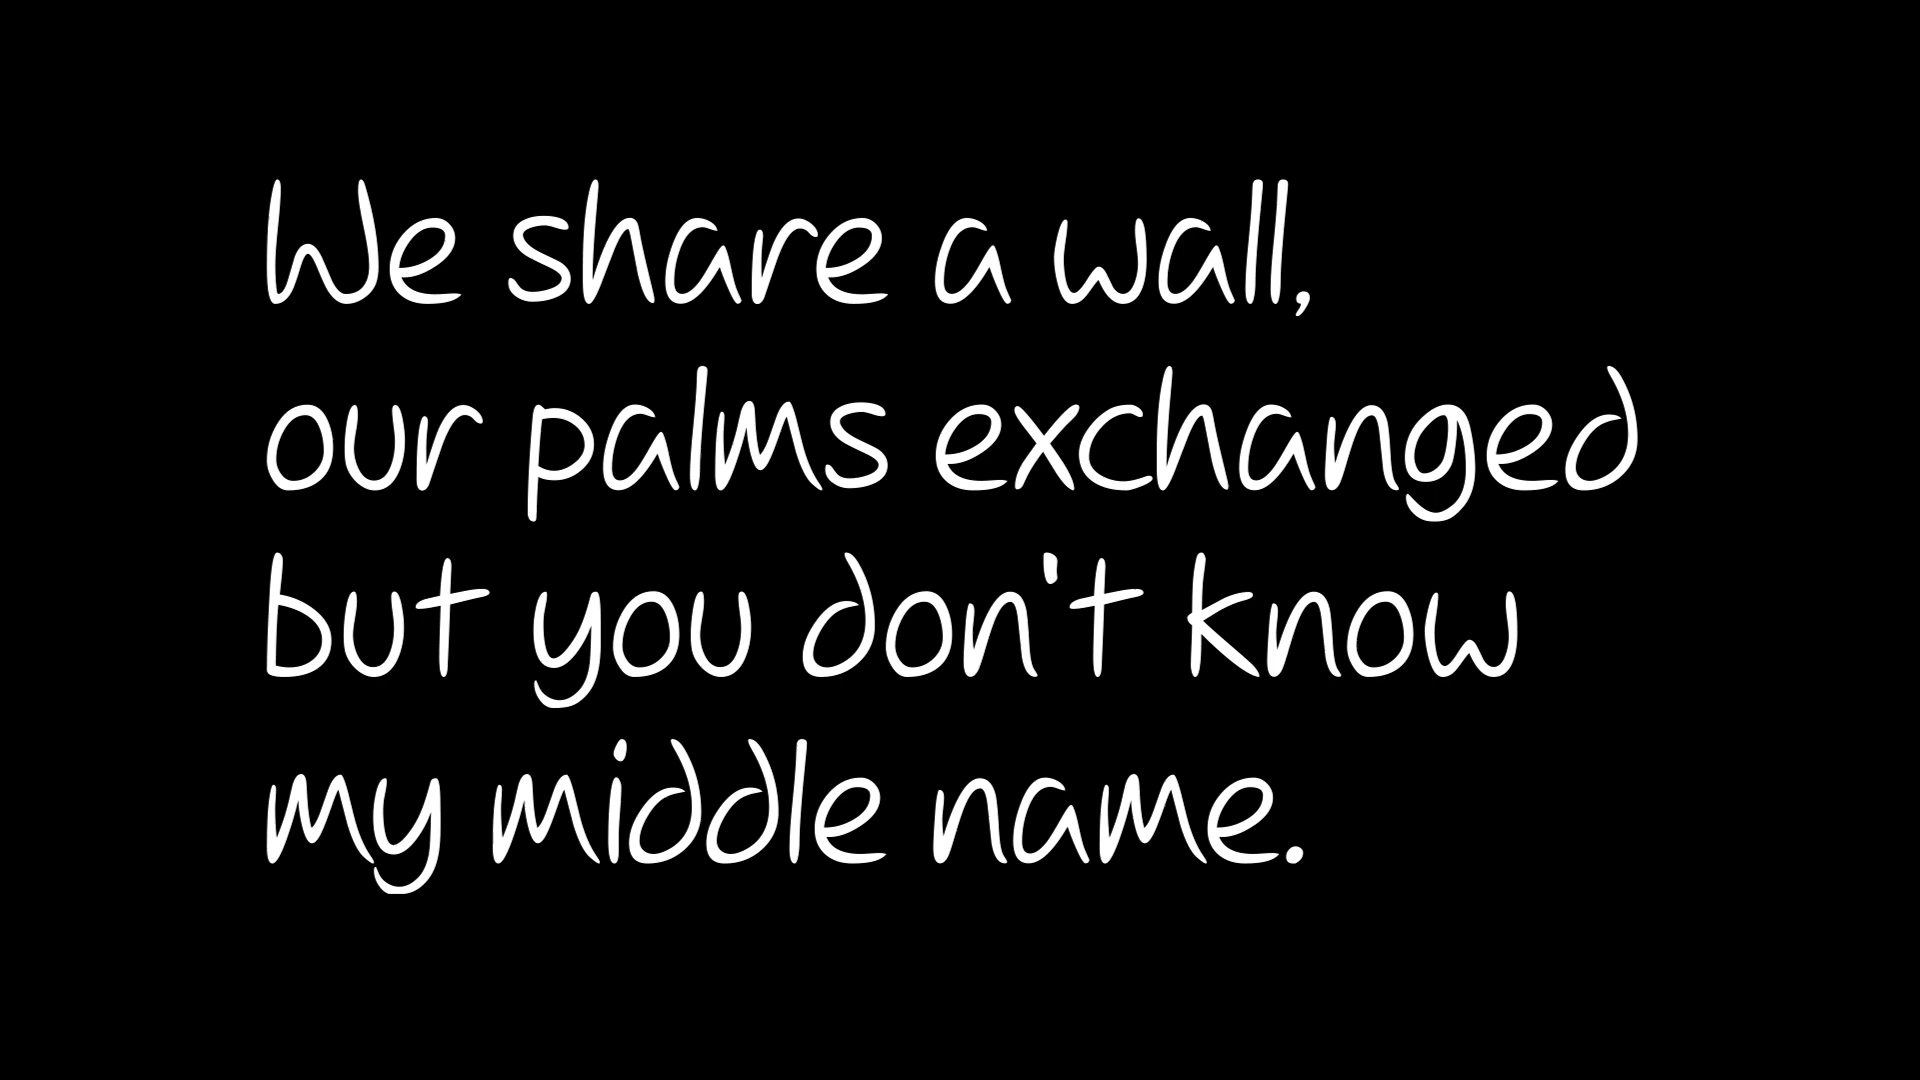 We share a wall,
our palms exchanged
but you don't know
my middle name.